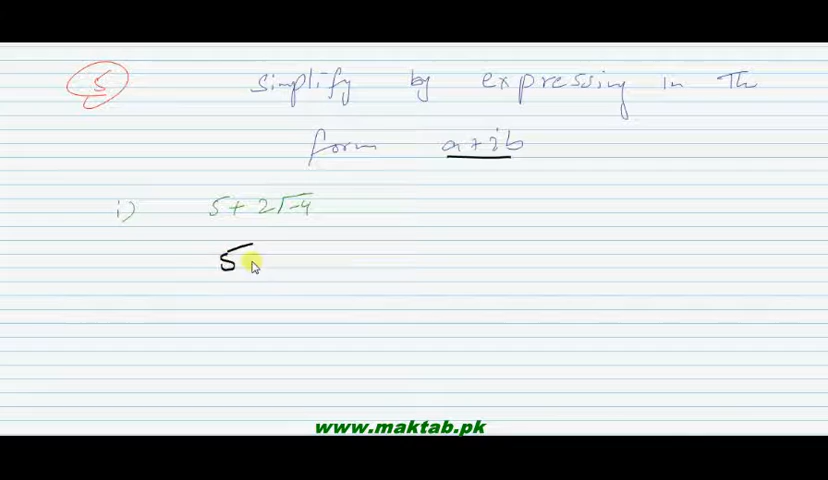 5 simplify by expressing in The
form a+ib
i) 5 + 2√-4
5
www.maktab.pk